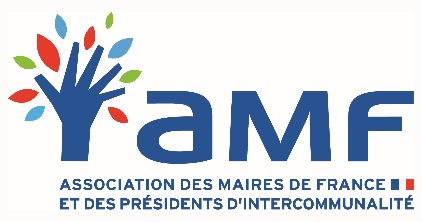 aMF
ASSOCIATION DES MAIRES DE FRANCE
ET DES PRÉSIDENTS D'INTERCOMMUNALITÉ